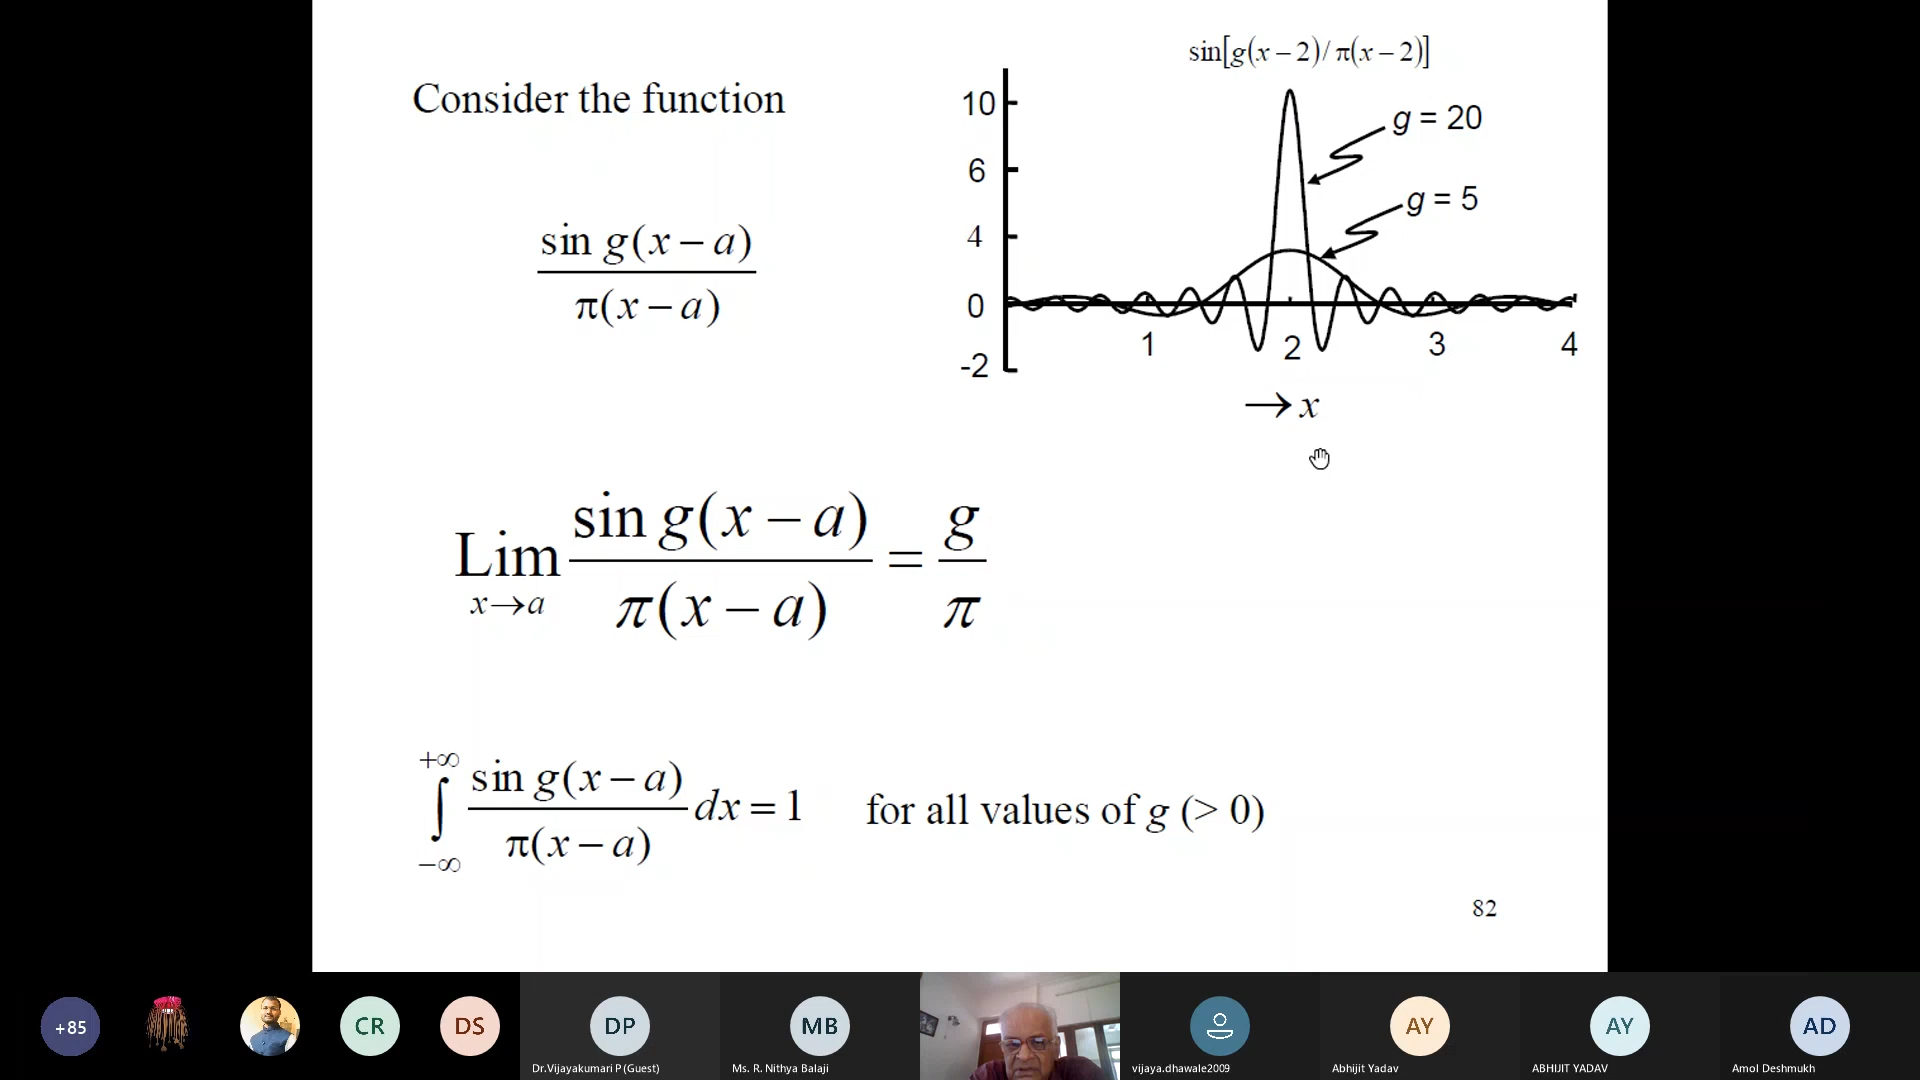 Consider the function
sin g(x − a)
π(x − a)
sin[g(x − 2)/ π(x − 2)]
10
6
4
0
-2
g = 20
g = 5
1
2
3
4
→ x
Lim sin g(x − a) = g
x→a π(x − a) π
+∞
∫ sin g(x − a) dx = 1 for all values of g (> 0)
π(x − a)
−∞
82
+85
CR
DS
DP
MB
AY
AY
AD
Dr.Vijayakumari P (Guest)
Ms. R. Nithya Balaji
vijaya.dhawale2009
Abhijit Yadav
ABHIJIT YADAV
Amol Deshmukh